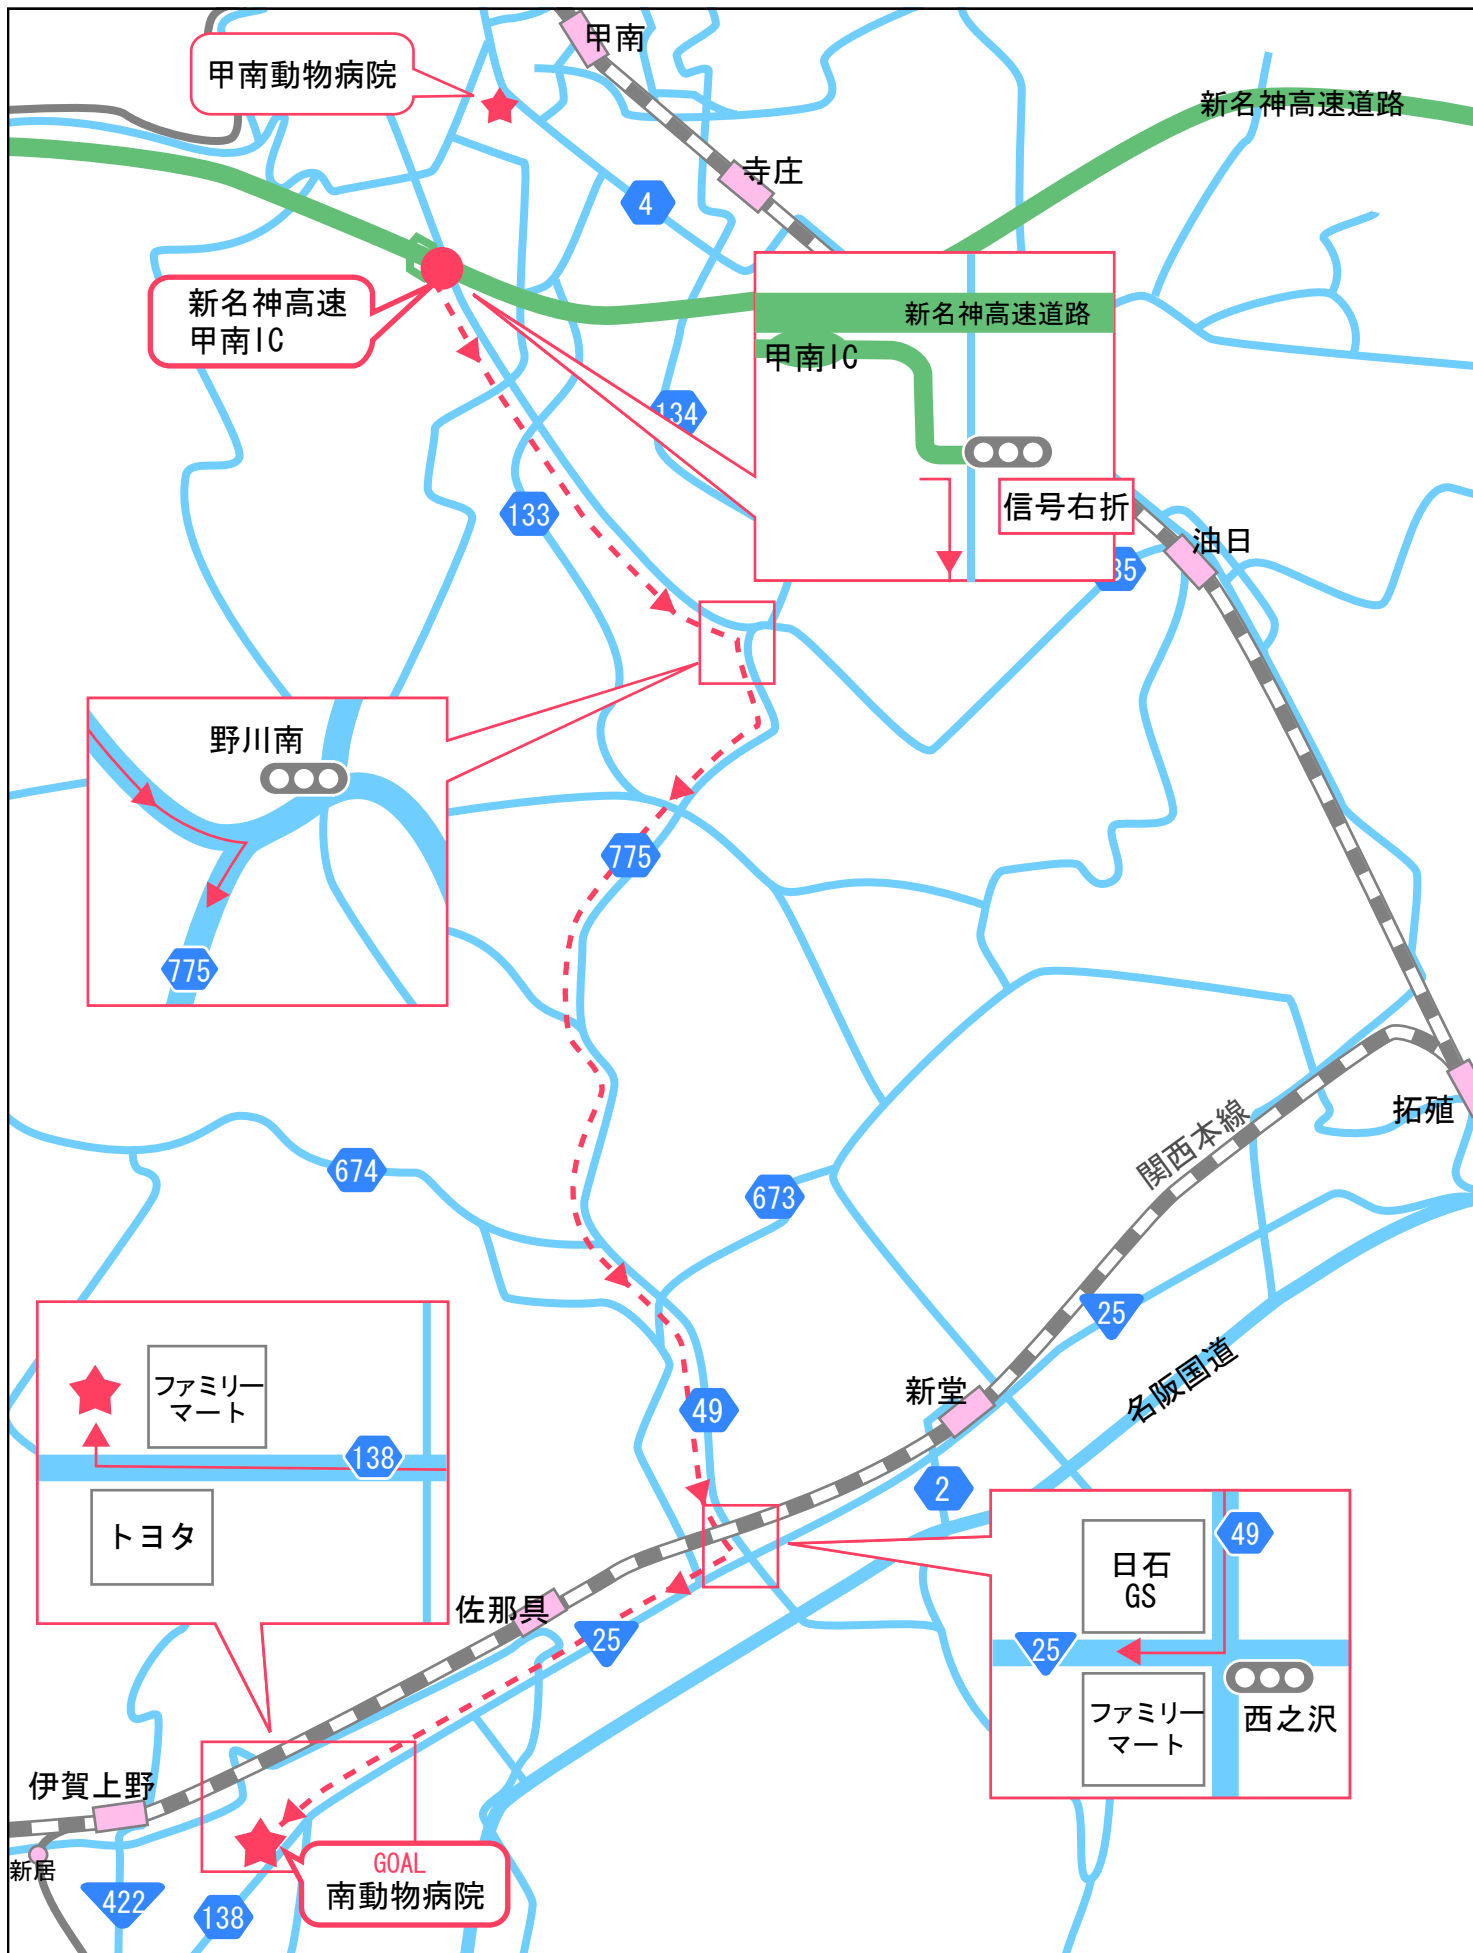 甲南
甲南動物病院
新名神高速道路
寺庄
4
新名神高速
甲南IC
新名神高速道路
甲南IC
134
信号右折
133
油日
35
野川南
775
775
674
673
関西本線
拓殖
25
名阪国道
新堂
49
2
ファミリー
マート
138
トヨタ
日石
GS
49
25
ファミリー
マート
西之沢
佐那具
25
伊賀上野
新居
422
138
GOAL
南動物病院